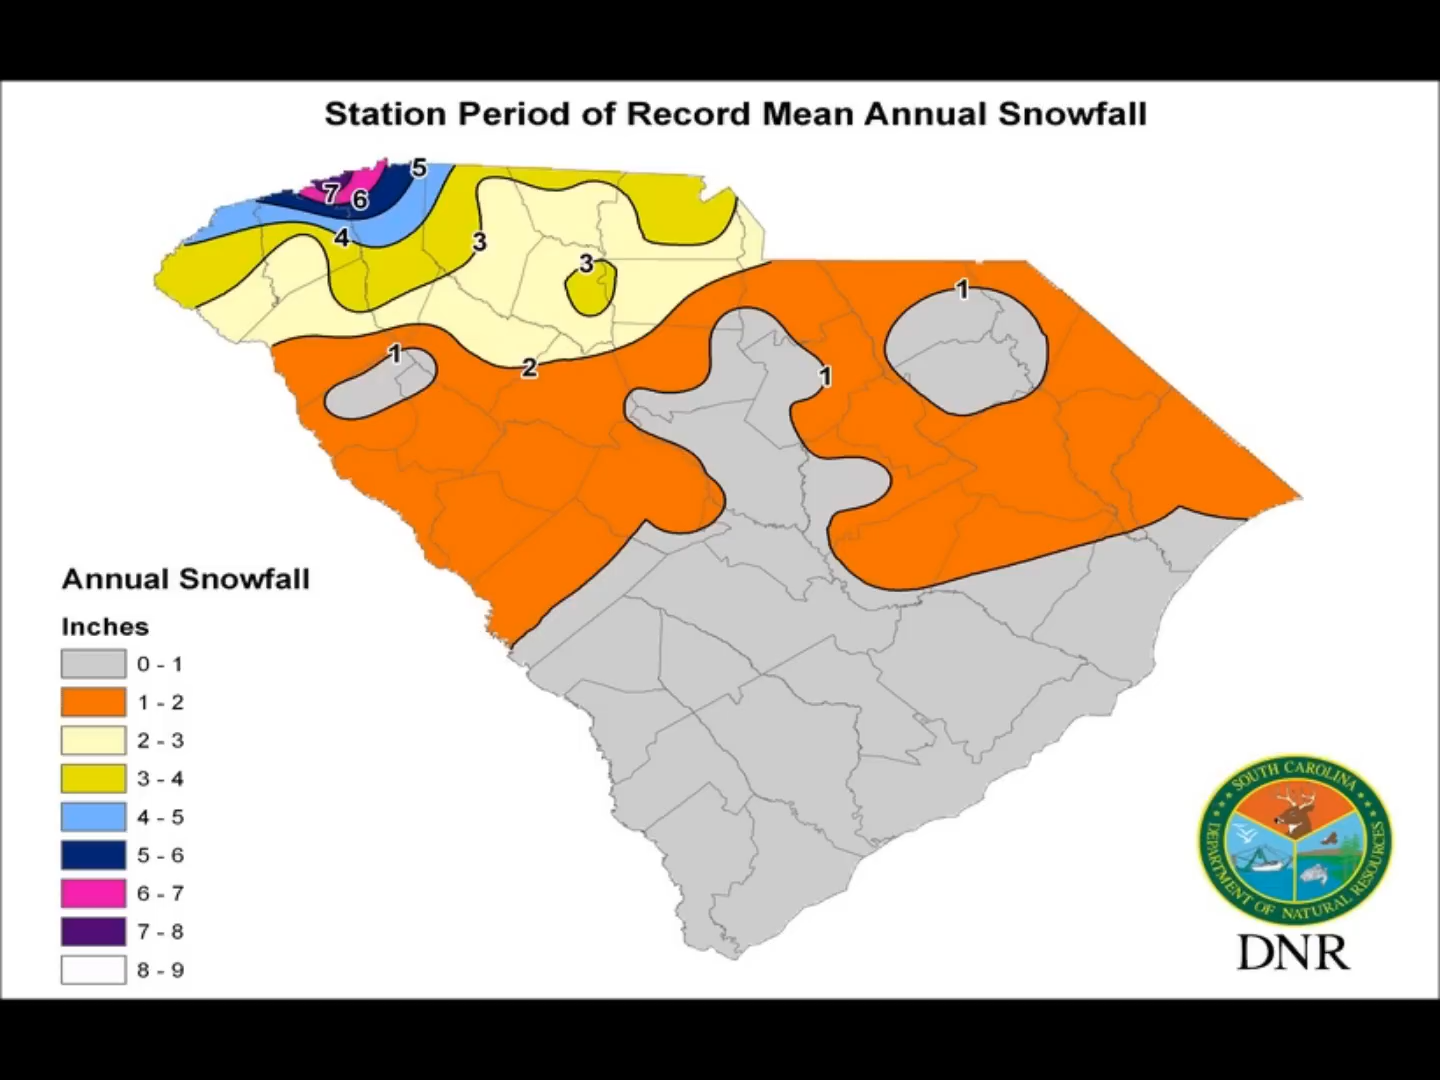 Station Period of Record Mean Annual Snowfall
5
7
6
4
3
3
1
1
2
1
Annual Snowfall
Inches
0 - 1
1 - 2
2 - 3
3 - 4
4 - 5
5 - 6
6 - 7
7 - 8
8 - 9
SOUTH CAROLINA
DEPARTMENT OF NATURAL RESOURCES
DNR